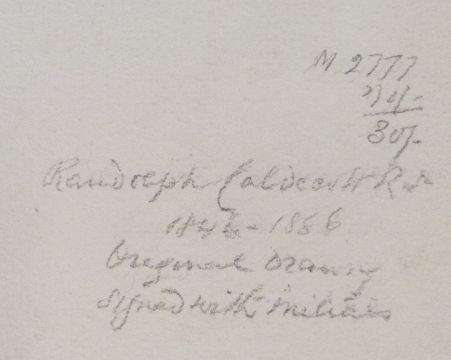 M 2777
30/-
Randolph Caldecott R.I.
1846-1886
Original Drawing
signed with initials